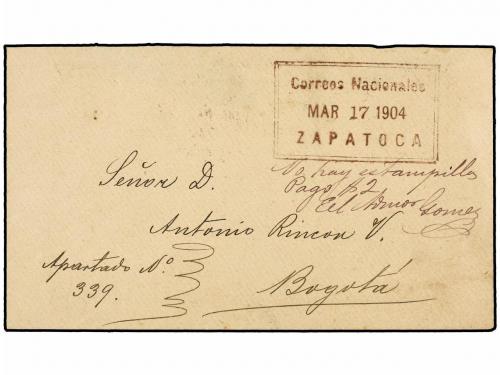 Correos Nacionales
MAR 17 1904
ZAPATOCA
No hay estampillas
Pagó $2
El Admor Gomez
Señor D.
Antonio Rincon V.
Apartado No.
339.
Bogotá